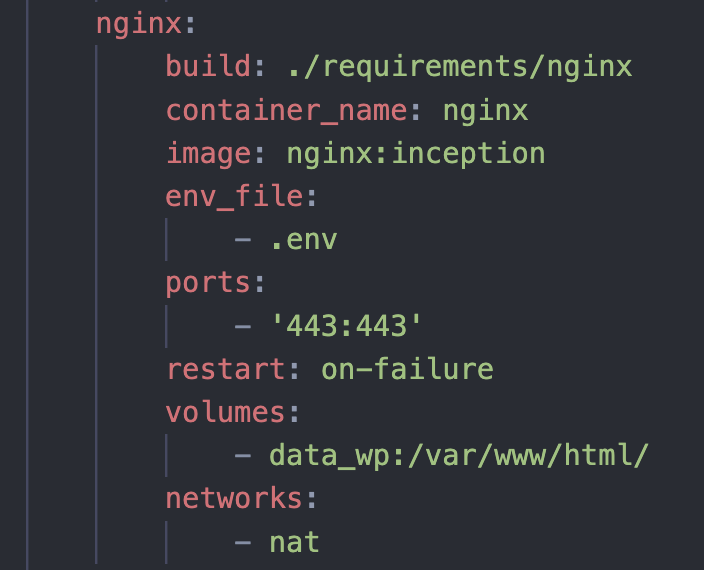 nginx:
build: ./requirements/nginx
container_name: nginx
image: nginx:inception
env_file:
- .env
ports:
- '443:443'
restart: on-failure
volumes:
- data_wp:/var/www/html/
networks:
- nat